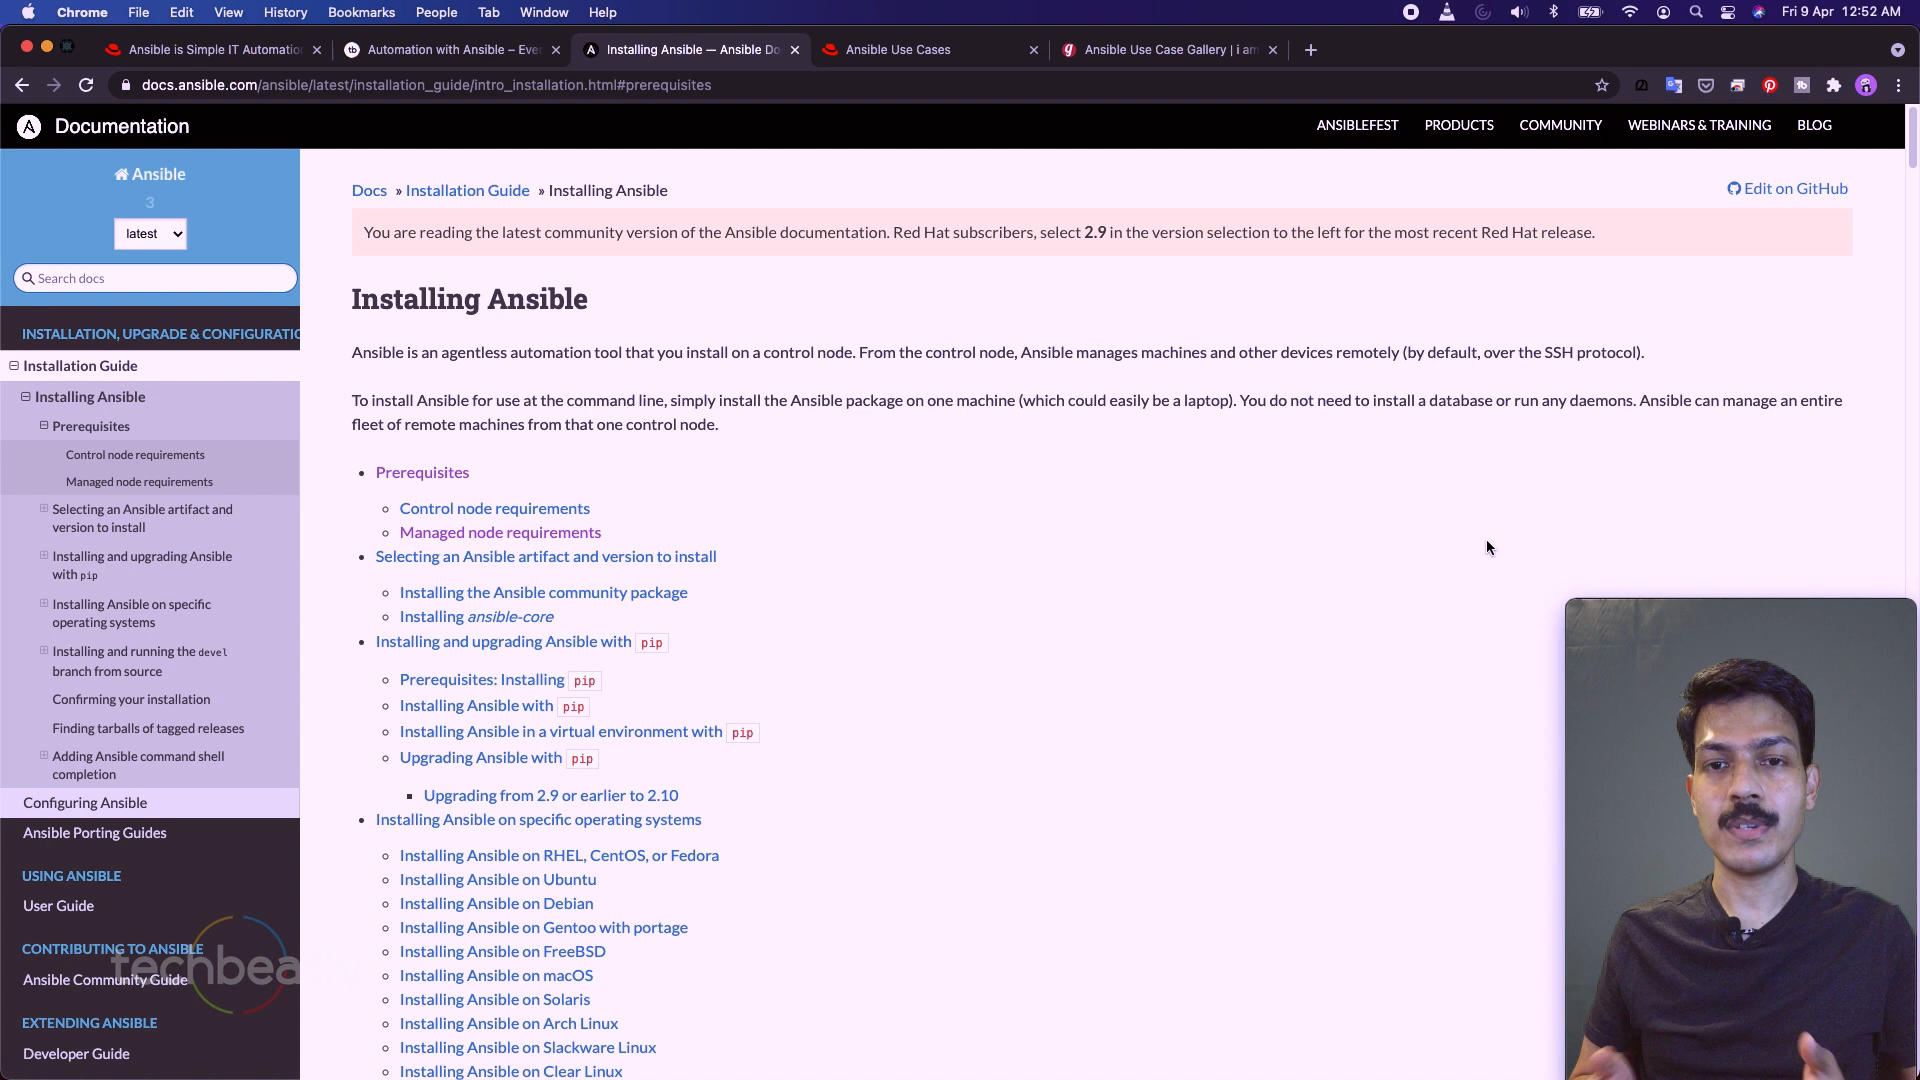 Chrome File Edit View History Bookmarks People Tab Window Help Fri 9 Apr 12:52 AM
Ansible is Simple IT Automation Automation with Ansible – Eve Installing Ansible — Ansible Do Ansible Use Cases Ansible Use Case Gallery | i am
docs.ansible.com/ansible/latest/installation_guide/intro_installation.html#prerequisites
Documentation
ANSIBLEFEST PRODUCTS COMMUNITY WEBINARS & TRAINING BLOG
Ansible
3
latest
Search docs
INSTALLATION, UPGRADE & CONFIGURATIO
Installation Guide
Installing Ansible
Prerequisites
Control node requirements
Managed node requirements
Selecting an Ansible artifact and
version to install
Installing and upgrading Ansible
with pip
Installing Ansible on specific
operating systems
Installing and running the devel
branch from source
Confirming your installation
Finding tarballs of tagged releases
Adding Ansible command shell
completion
Configuring Ansible
Ansible Porting Guides
USING ANSIBLE
User Guide
CONTRIBUTING TO ANSIBLE
Ansible Community Guide
EXTENDING ANSIBLE
Developer Guide
Docs » Installation Guide » Installing Ansible
Edit on GitHub
You are reading the latest community version of the Ansible documentation. Red Hat subscribers, select 2.9 in the version selection to the left for the most recent Red Hat release.
Installing Ansible
Ansible is an agentless automation tool that you install on a control node. From the control node, Ansible manages machines and other devices remotely (by default, over the SSH protocol).
To install Ansible for use at the command line, simply install the Ansible package on one machine (which could easily be a laptop). You do not need to install a database or run any daemons. Ansible can manage an entire
fleet of remote machines from that one control node.
Prerequisites
Control node requirements
Managed node requirements
Selecting an Ansible artifact and version to install
Installing the Ansible community package
Installing ansible-core
Installing and upgrading Ansible with pip
Prerequisites: Installing pip
Installing Ansible with pip
Installing Ansible in a virtual environment with pip
Upgrading Ansible with pip
Upgrading from 2.9 or earlier to 2.10
Installing Ansible on specific operating systems
Installing Ansible on RHEL, CentOS, or Fedora
Installing Ansible on Ubuntu
Installing Ansible on Debian
Installing Ansible on Gentoo with portage
Installing Ansible on FreeBSD
Installing Ansible on macOS
Installing Ansible on Solaris
Installing Ansible on Arch Linux
Installing Ansible on Slackware Linux
Installing Ansible on Clear Linux